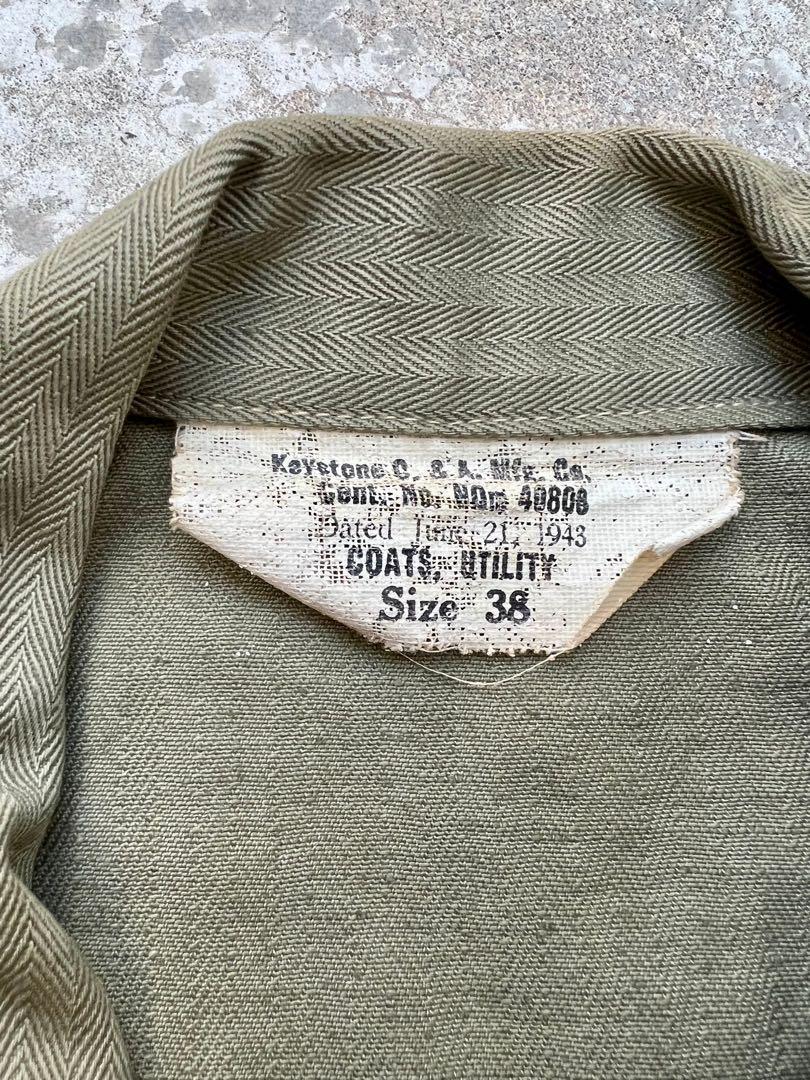 Keystone C. & A. Mfg. Co.
Cont. No. NOm 40808
Dated June 21, 1943
COATS, UTILITY
Size 38